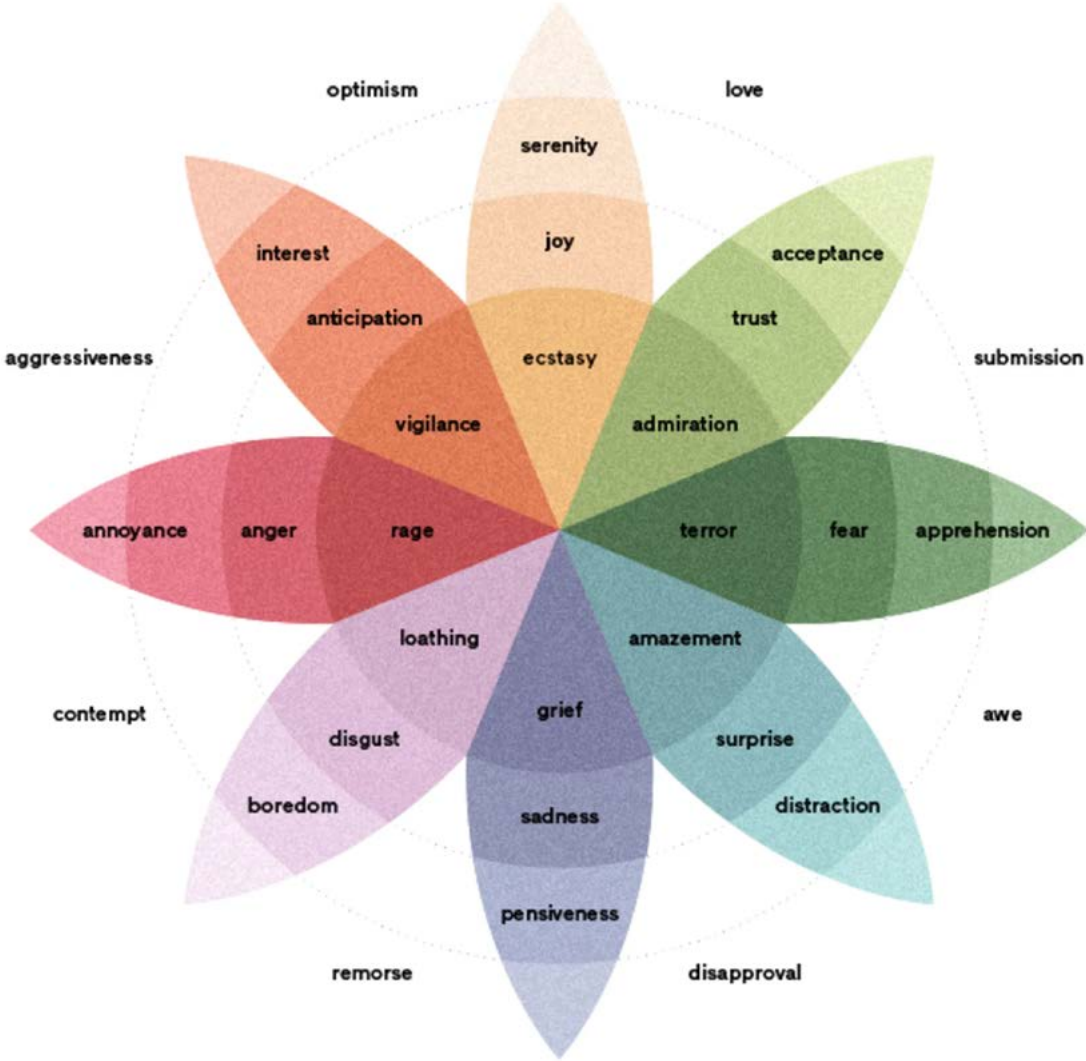 optimism
love
serenity
interest
joy
acceptance
anticipation
trust
aggressiveness
ecstasy
submission
vigilance
admiration
annoyance
anger
rage
terror
fear
apprehension
loathing
amazement
contempt
grief
awe
disgust
surprise
boredom
sadness
distraction
pensiveness
remorse
disapproval